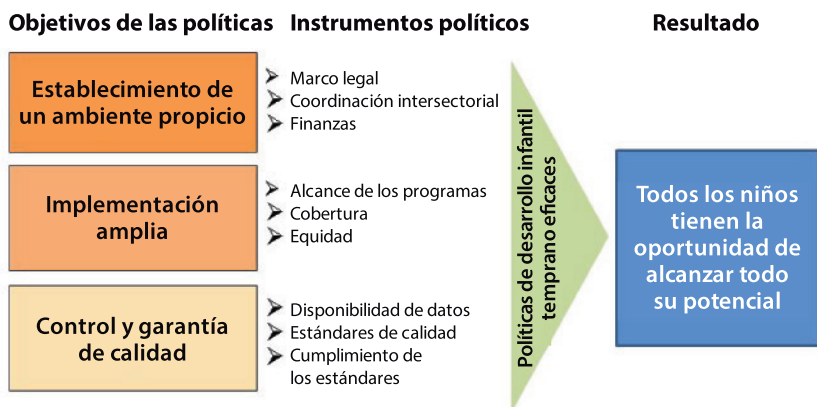 Objetivos de las políticas
Instrumentos políticos
Resultado
Establecimiento de
un ambiente propicio
Marco legal
Coordinación intersectorial
Finanzas
Implementación
amplia
Alcance de los programas
Cobertura
Equidad
Control y garantía
de calidad
Disponibilidad de datos
Estándares de calidad
Cumplimiento de
los estándares
Políticas de desarrollo infantil
temprano eficaces
Todos los niños
tienen la
oportunidad de
alcanzar todo
su potencial